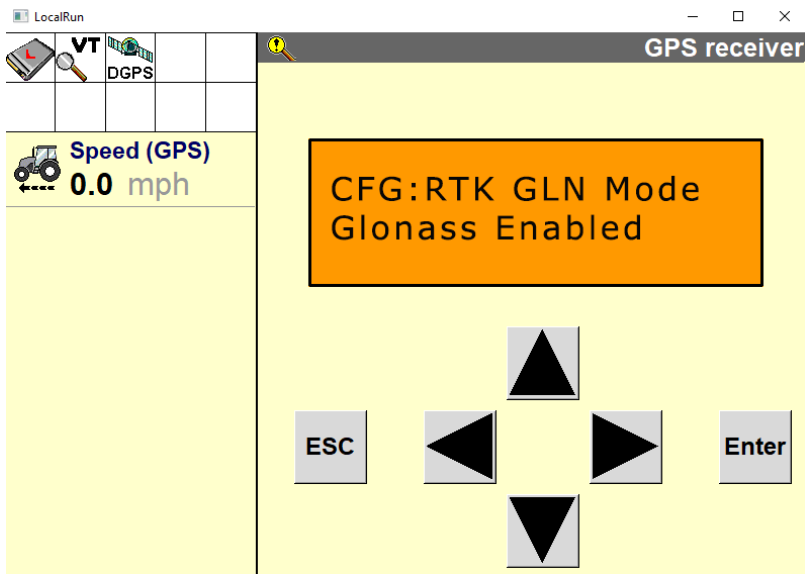 LocalRun
VT
DGPS
GPS receiver
Speed (GPS)
0.0 mph
CFG:RTK GLN Mode
Glonass Enabled
ESC
Enter